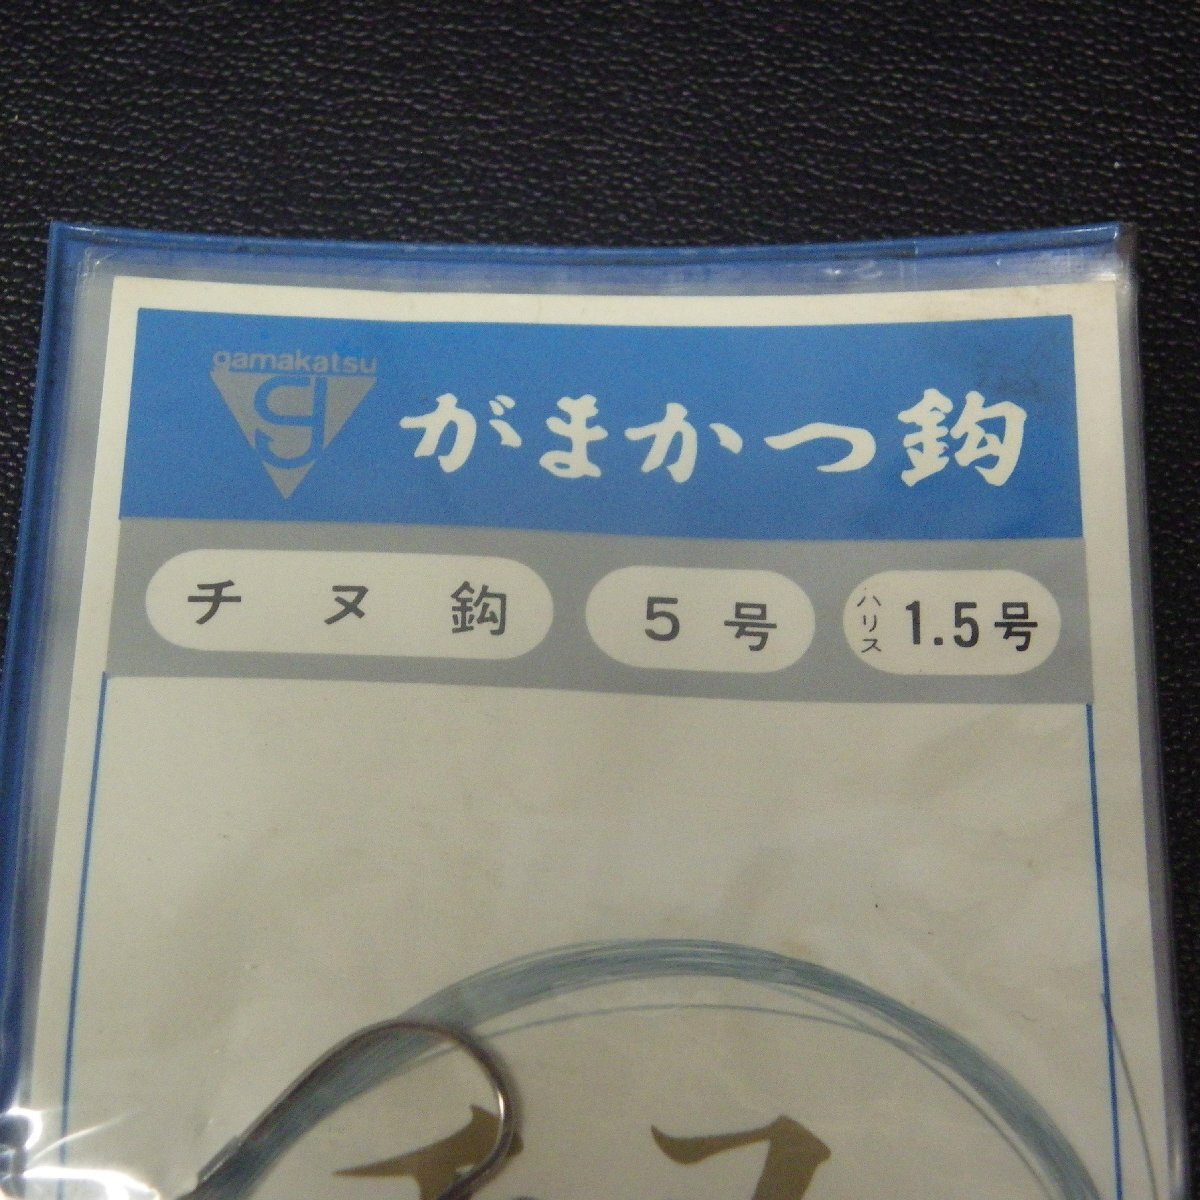 gamakatsu
がまかつ鈎
チヌ鈎 5号 ハリス 1.5号